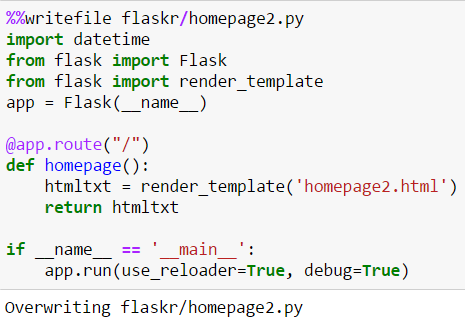 %%writefile flaskr/homepage2.py
import datetime
from flask import Flask
from flask import render_template
app = Flask(__name__)

@app.route("/")
def homepage():
    htmltxt = render_template('homepage2.html')
    return htmltxt

if __name__ == '__main__':
    app.run(use_reloader=True, debug=True)
Overwriting flaskr/homepage2.py